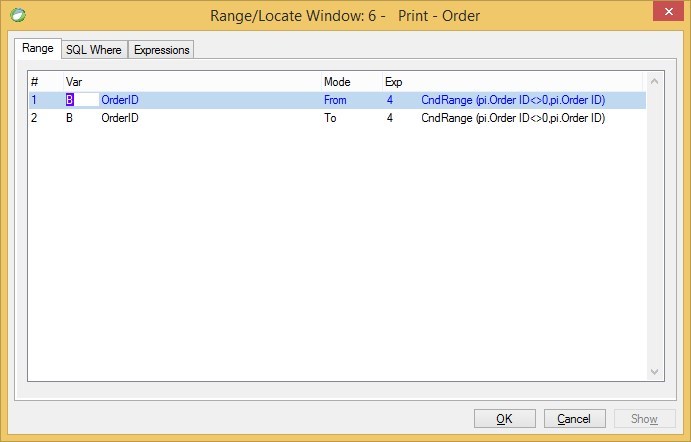 Range/Locate Window: 6 -   Print - Order
Range SQL Where Expressions
# Var Mode Exp
1 B OrderID From 4 CndRange (pi.Order ID<>0,pi.Order ID)
2 B OrderID To 4 CndRange (pi.Order ID<>0,pi.Order ID)
OK Cancel Show